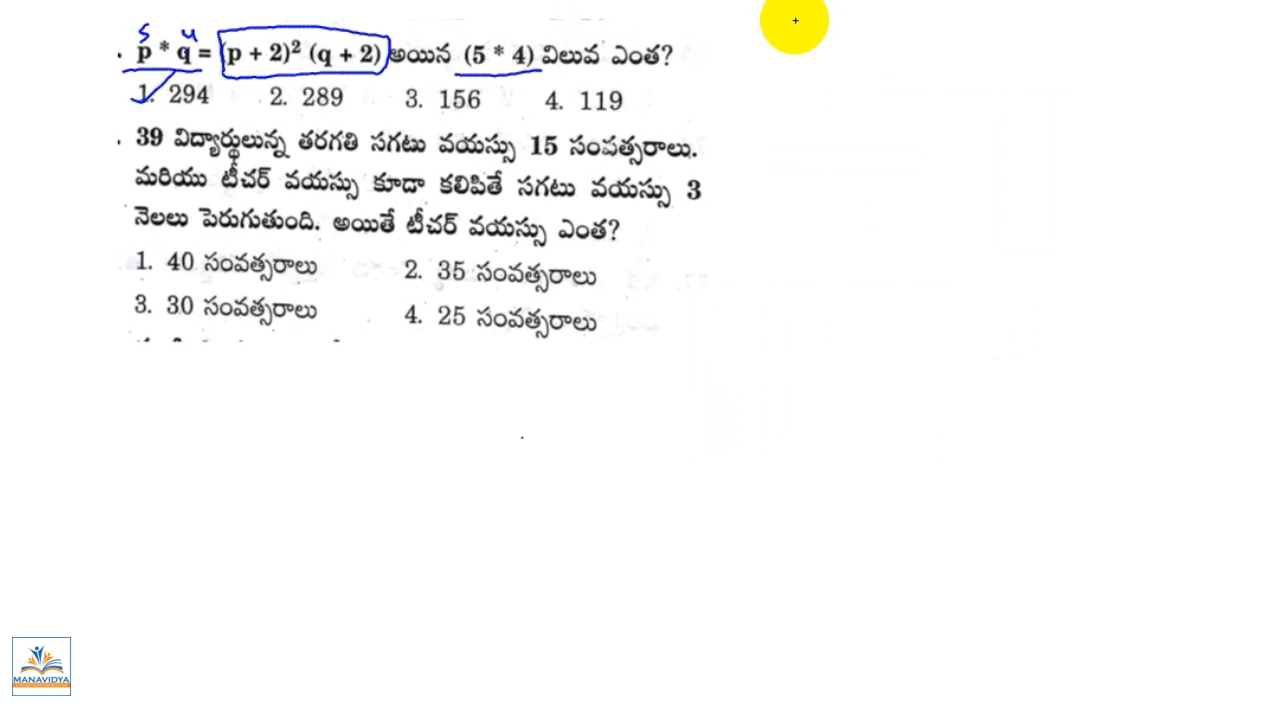 5 4
. p * q = (p + 2)² (q + 2) అయిన (5 * 4) విలువ ఎంత?
1. 294 2. 289 3. 156 4. 119
. 39 విద్యార్థులున్న తరగతి సగటు వయస్సు 15 సంవత్సరాలు.
మరియు టీచర్ వయస్సు కూడా కలిపితే సగటు వయస్సు 3
నెలలు పెరుగుతుంది. అయితే టీచర్ వయస్సు ఎంత?
1. 40 సంవత్సరాలు 2. 35 సంవత్సరాలు
3. 30 సంవత్సరాలు 4. 25 సంవత్సరాలు
MANAVIDYA